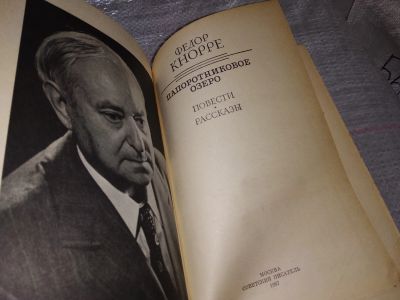 ФЕДОР
КНОРРЕ
ПАПОРОТНИКОВОЕ
ОЗЕРО
ПОВЕСТИ
•
РАССКАЗЫ
МОСКВА
СОВЕТСКИЙ ПИСАТЕЛЬ